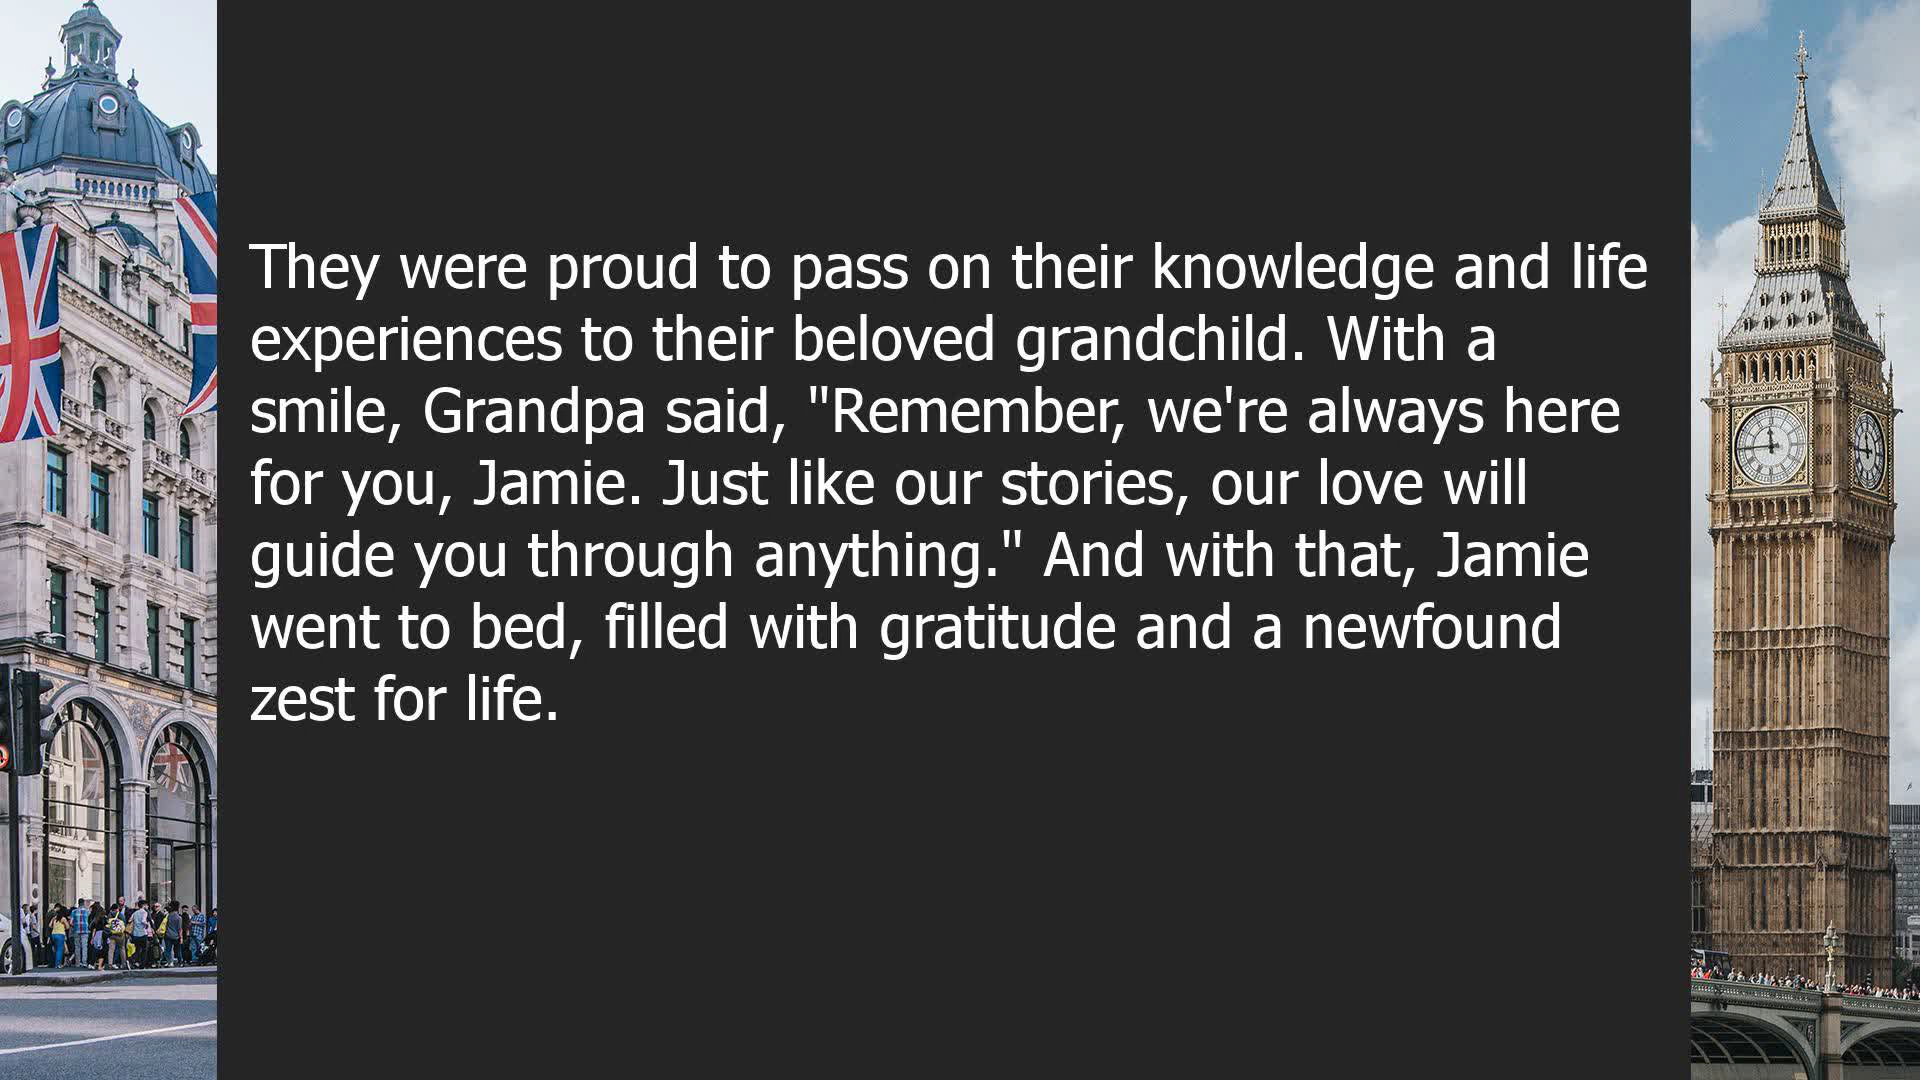 They were proud to pass on their knowledge and life
experiences to their beloved grandchild. With a
smile, Grandpa said, "Remember, we're always here
for you, Jamie. Just like our stories, our love will
guide you through anything." And with that, Jamie
went to bed, filled with gratitude and a newfound
zest for life.